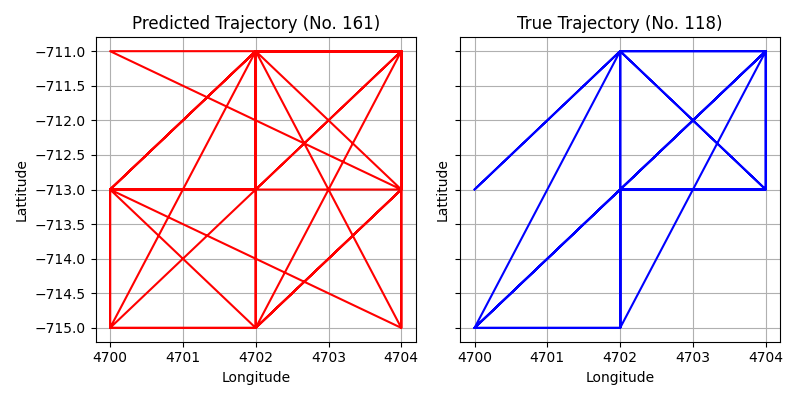 Predicted Trajectory (No. 161)
True Trajectory (No. 118)
−711.0
−711.5
−712.0
−712.5
−713.0
−713.5
−714.0
−714.5
−715.0
Lattitude
Lattitude
4700 4701 4702 4703 4704
4700 4701 4702 4703 4704
Longitude
Longitude